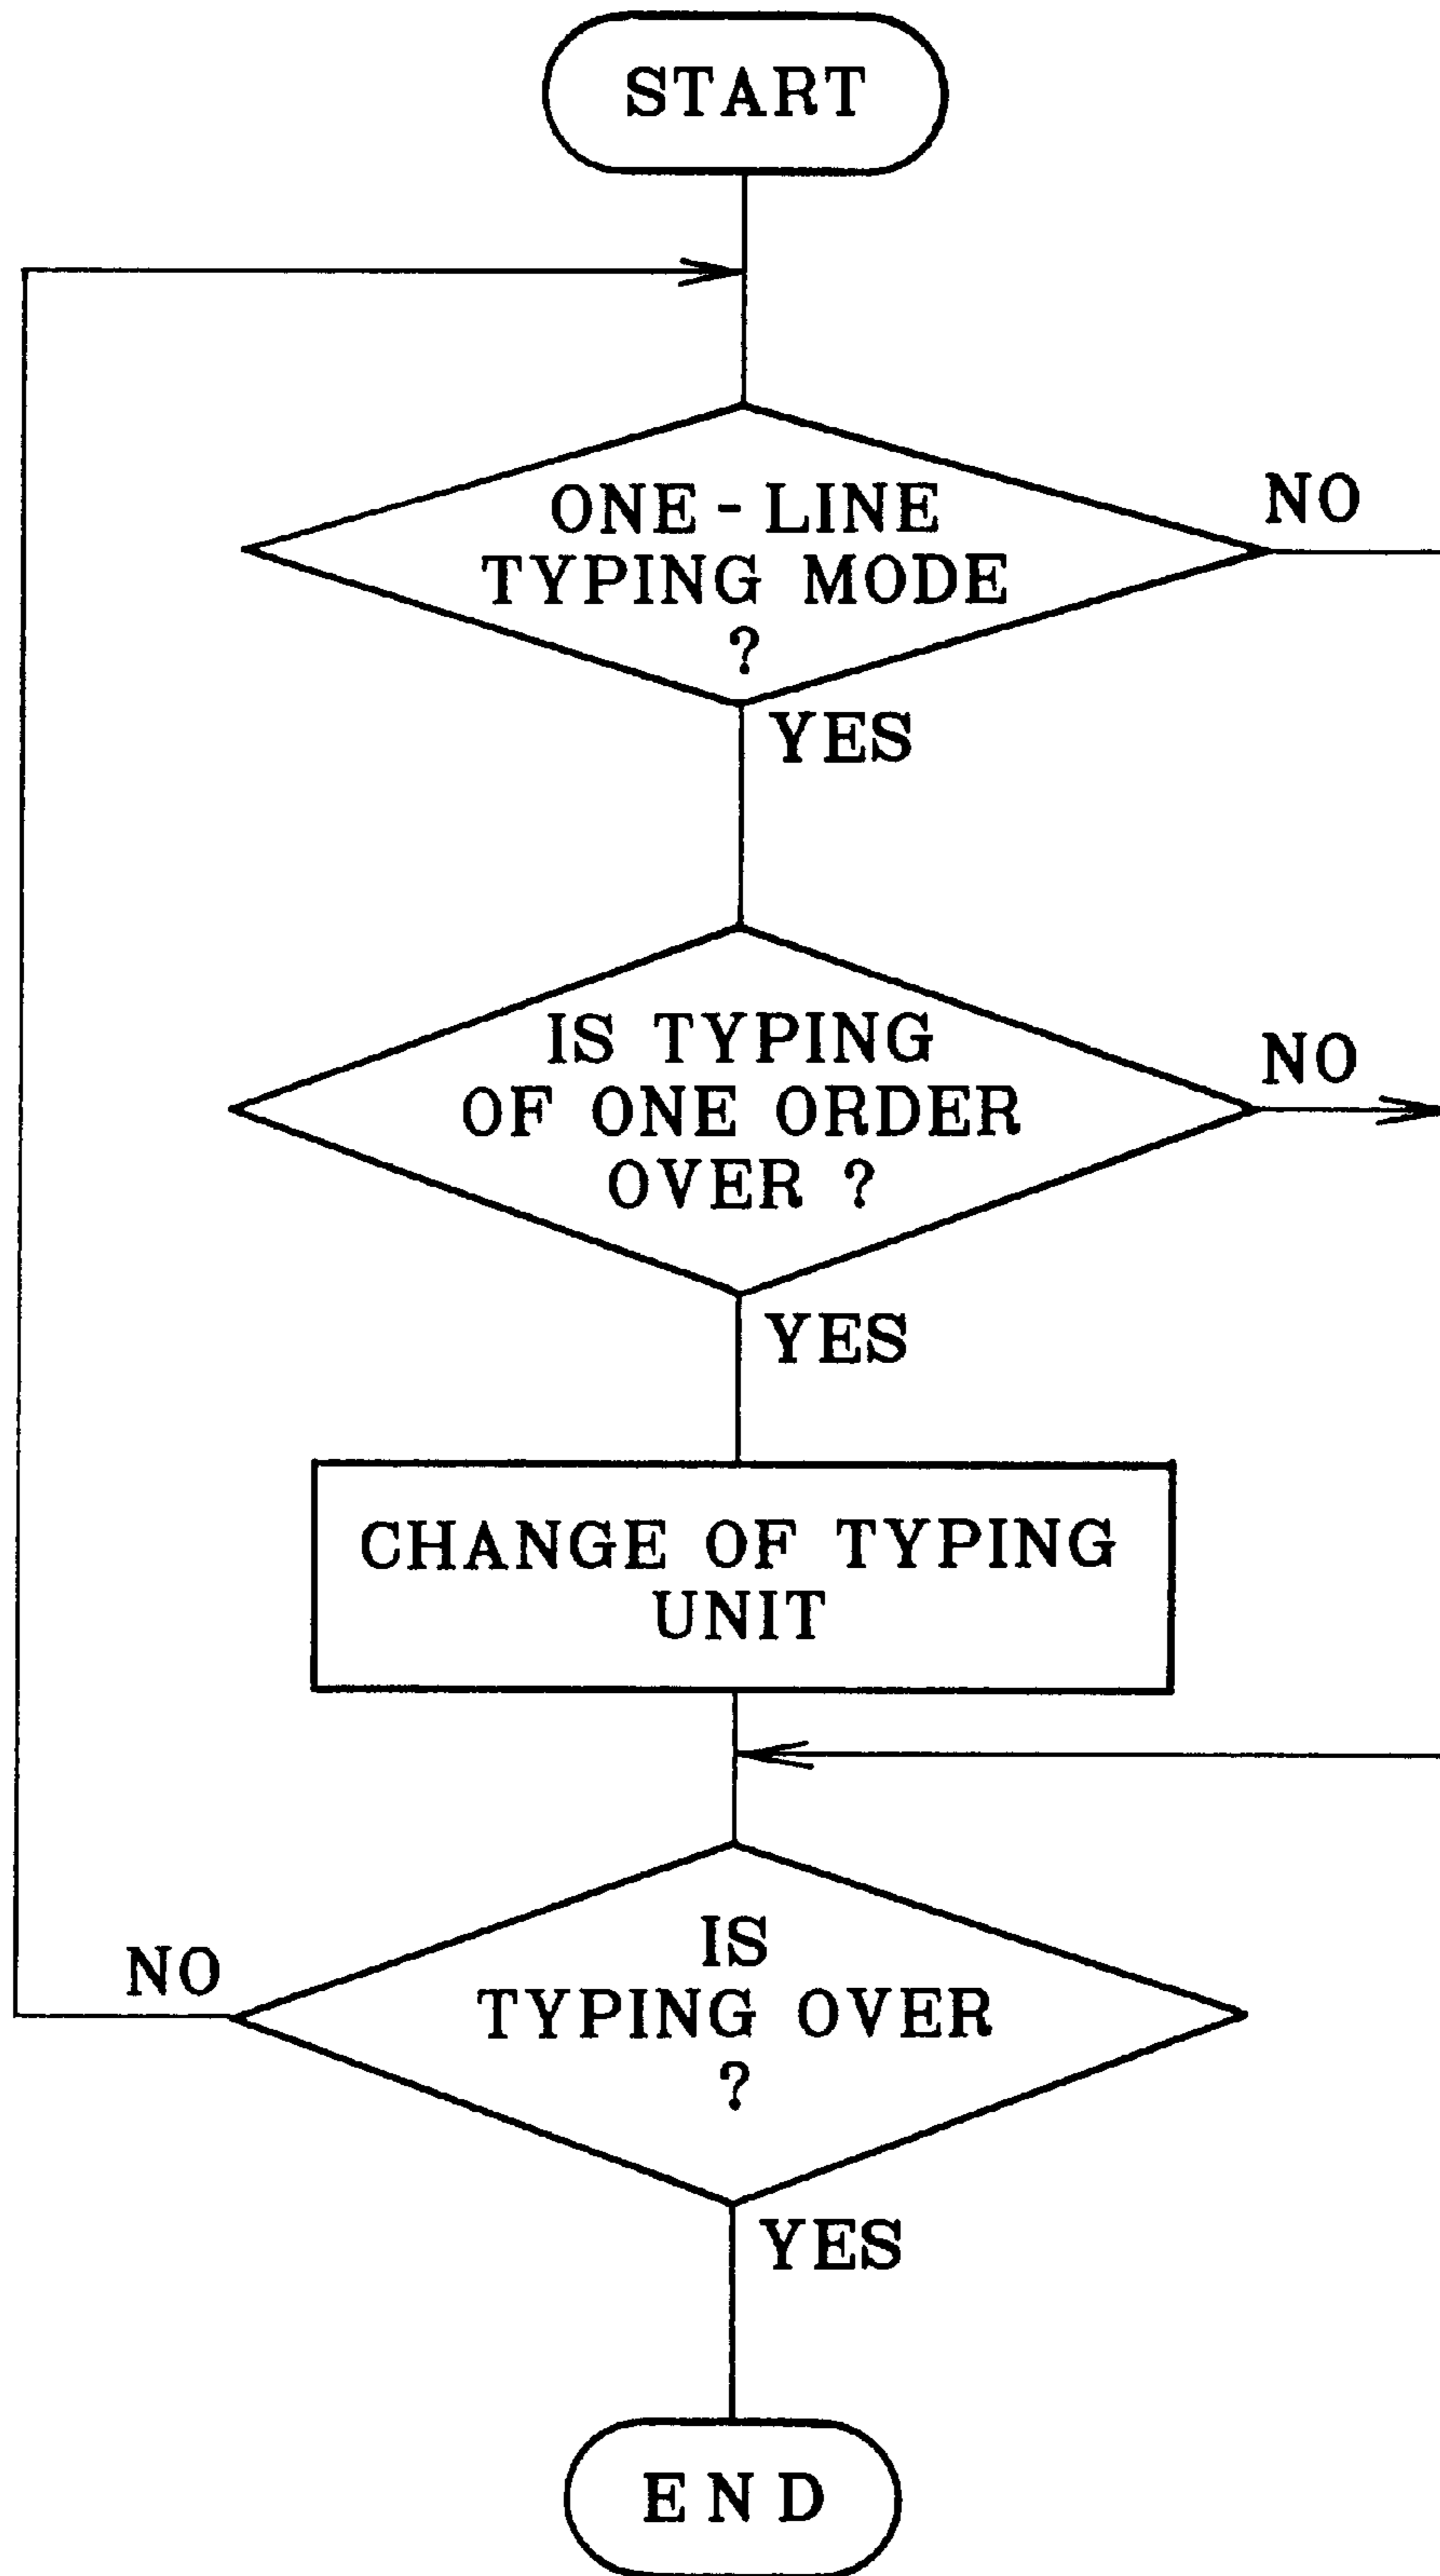 START
ONE-LINE
TYPING MODE
?
NO
YES
IS TYPING
OF ONE ORDER
OVER ?
NO
YES
CHANGE OF TYPING
UNIT
IS
TYPING OVER
?
NO
YES
END